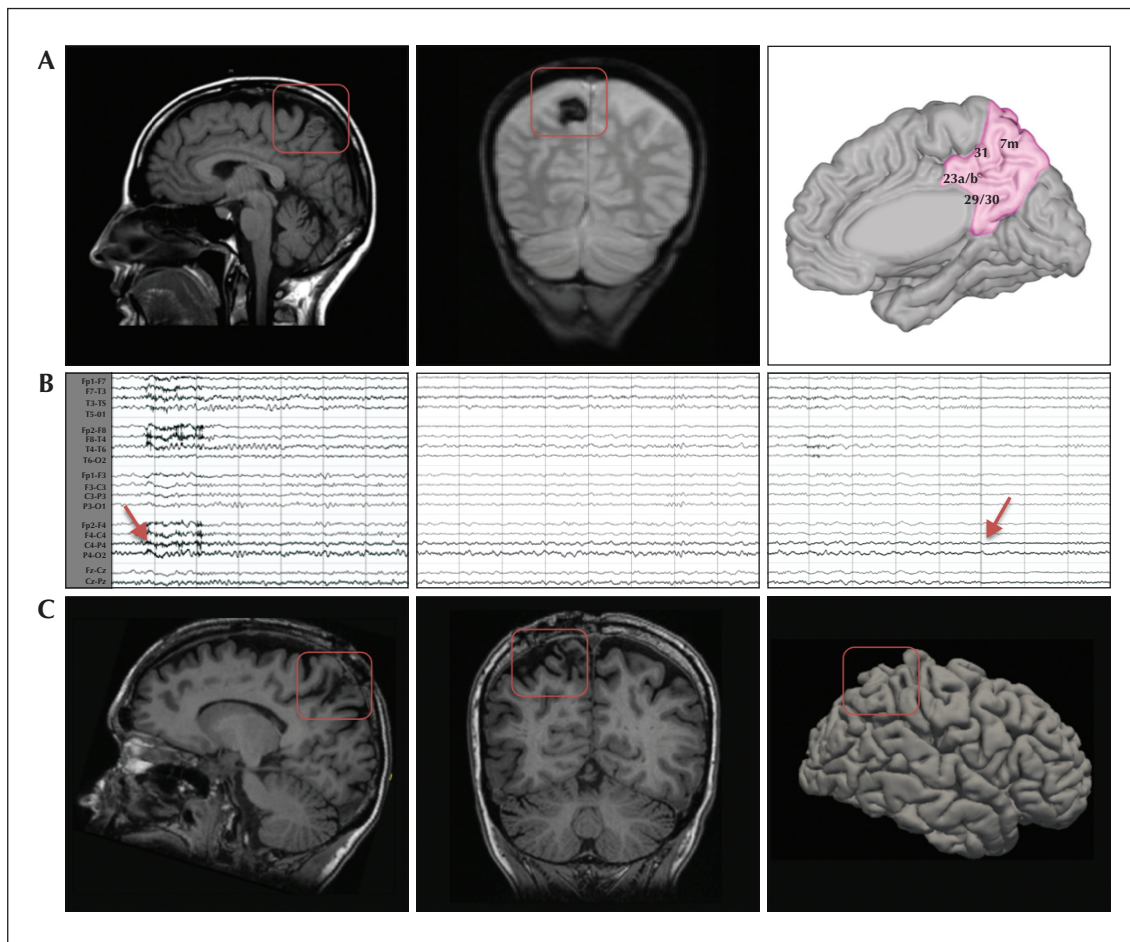 A
31
7m
23a/b
29/30
B
Fp1-F7
F7-T3
T3-T5
T5-01
Fp2-F8
F8-T4
T4-T6
T6-O2
Fp1-F3
F3-C3
C3-P3
P3-O1
Fp2-F4
F4-C4
C4-P4
P4-O2
Fz-Cz
Cz-Pz
C